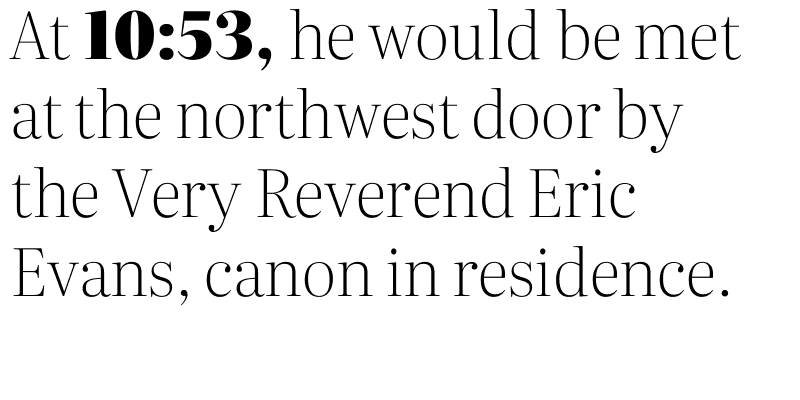 At 10:53, he would be met
at the northwest door by
the Very Reverend Eric
Evans, canon in residence.